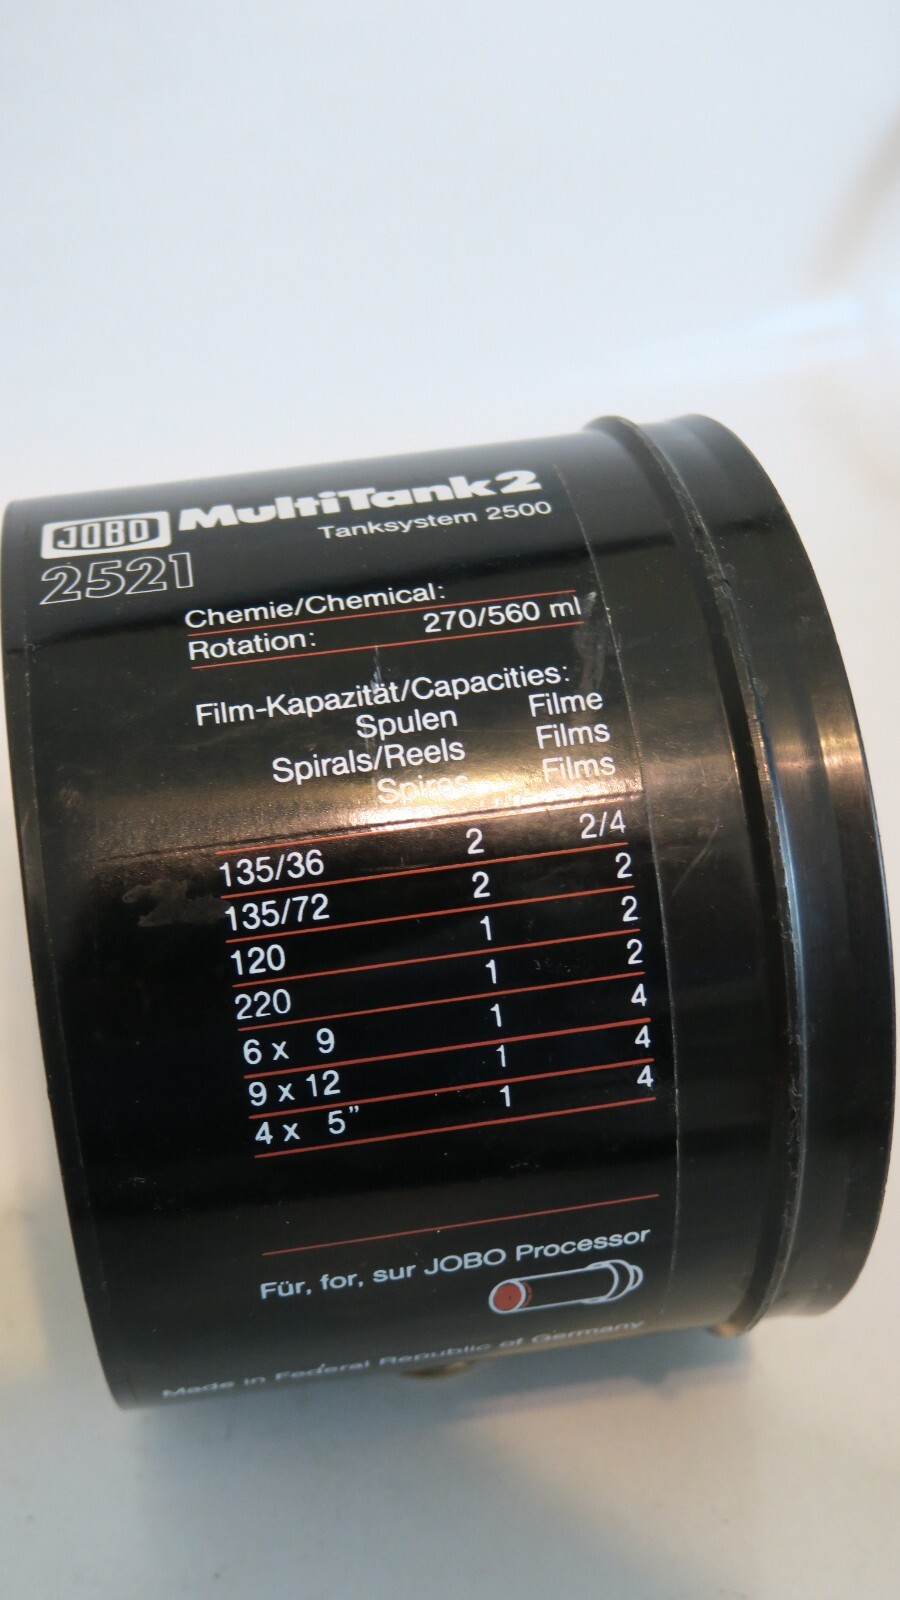 JOBO MultiTank2
Tanksystem 2500
2521
Chemie/Chemical:
Rotation: 270/560 ml
Film-Kapazität/Capacities:
Spulen Filme
Spirals/Reels Films
Spires Films
135/36 2 2/4
135/72 2 2
120 1 2
220 1 2
6 x 9 1 4
9 x 12 1 4
4 x 5” 1 4
Für, for, sur JOBO Processor
Made in Federal Republic of Germany